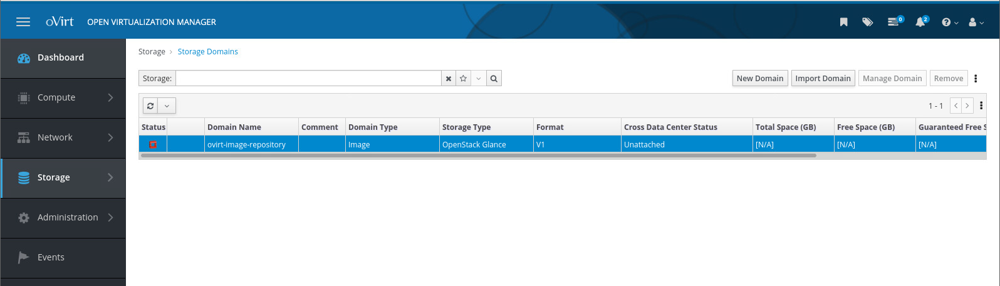 oVirt OPEN VIRTUALIZATION MANAGER 0 2
Dashboard
Compute
Network
Storage
Administration
Events
Storage > Storage Domains
Storage:
New Domain Import Domain Manage Domain Remove
1 - 1
Status Domain Name Comment Domain Type Storage Type Format Cross Data Center Status Total Space (GB) Free Space (GB) Guaranteed Free S
ovirt-image-repository Image OpenStack Glance V1 Unattached [N/A] [N/A] [N/A]